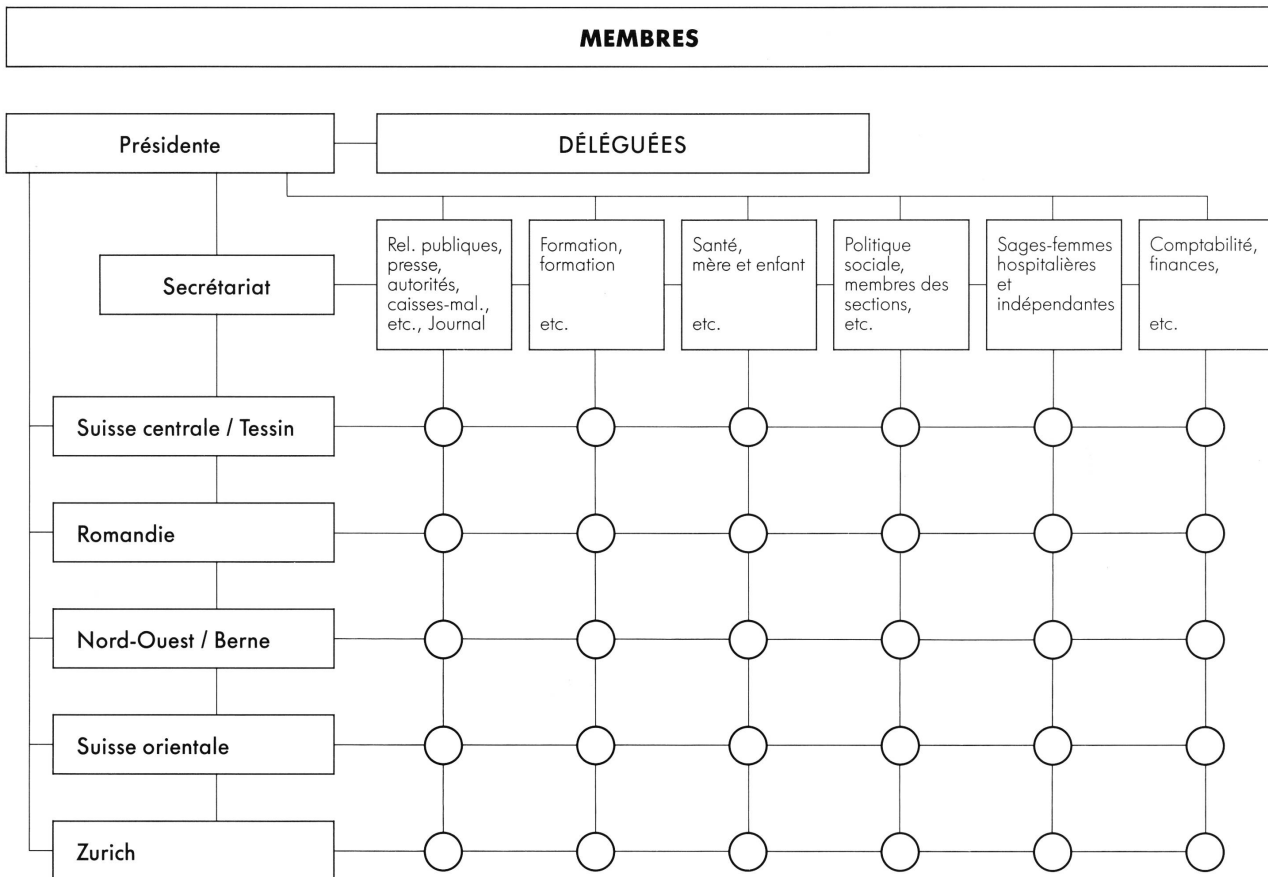 MEMBRES
Présidente
DÉLÉGUÉES
Secrétariat
Rel. publiques,
presse,
autorités,
caisses-mal.,
etc., Journal
Formation,
formation
etc.
Santé,
mère et enfant
etc.
Politique
sociale,
membres des
sections,
etc.
Sages-femmes
hospitalières
et
indépendantes
Comptabilité,
finances,
etc.
Suisse centrale / Tessin
Romandie
Nord-Ouest / Berne
Suisse orientale
Zurich